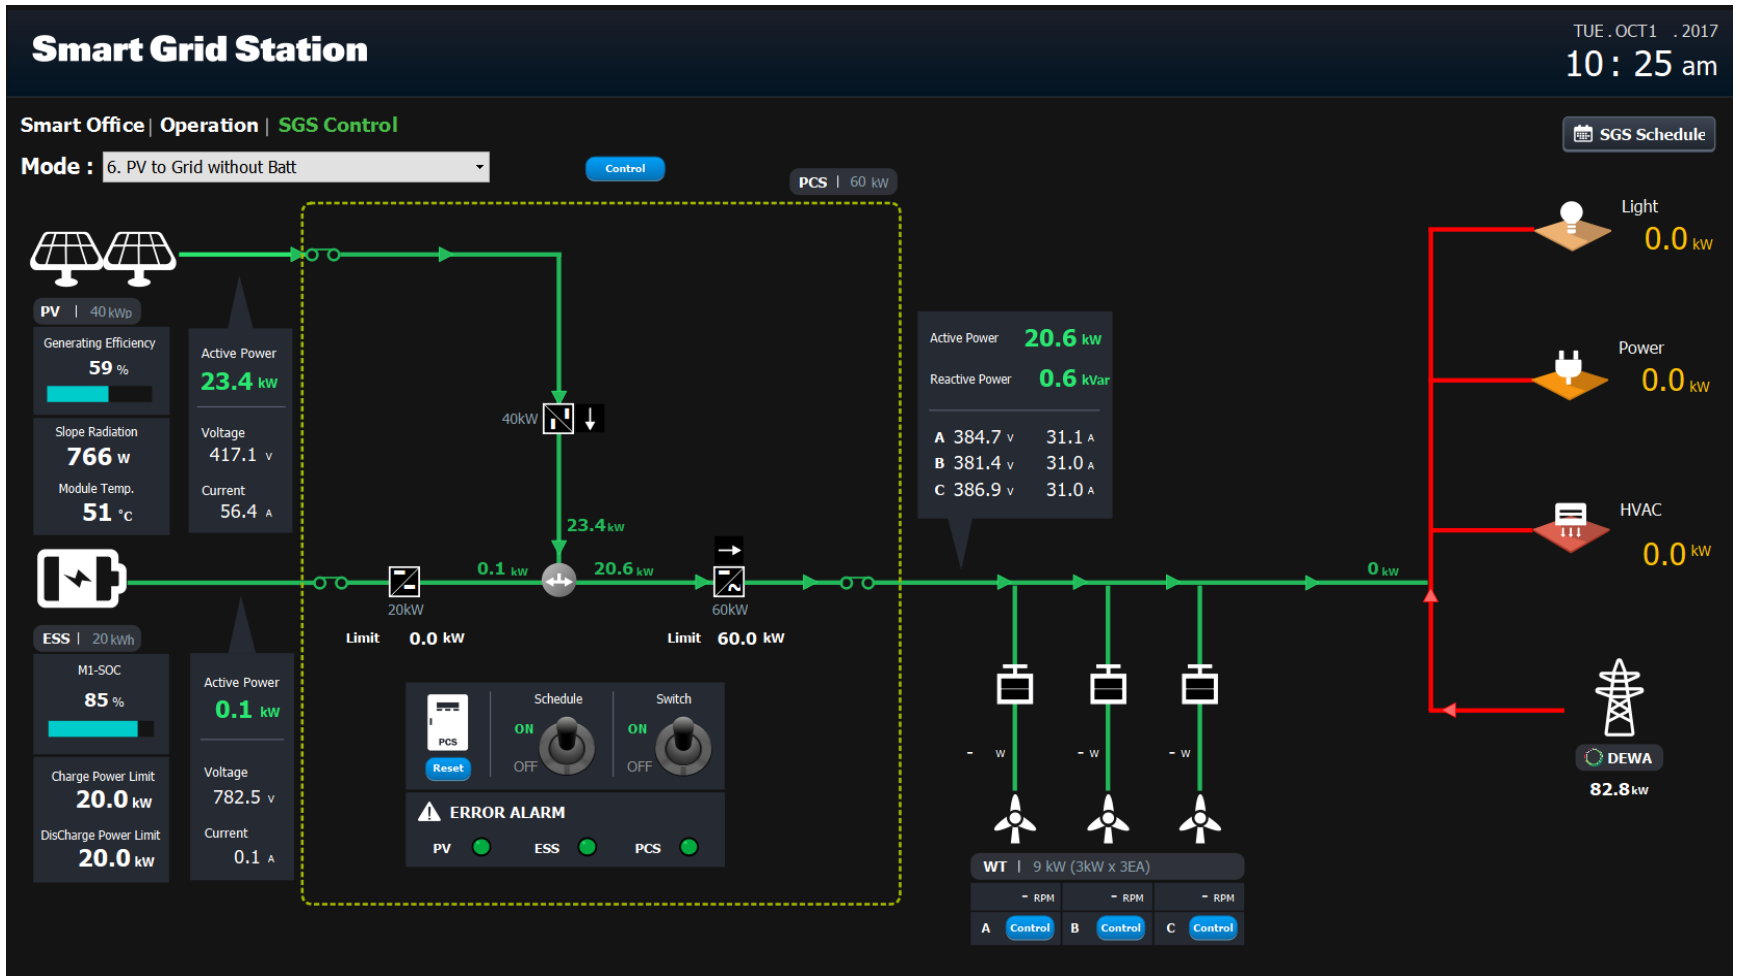 Smart Grid Station
TUE . OCT1 . 2017
10 : 25 am
Smart Office | Operation | SGS Control
SGS Schedule
Mode : 6. PV to Grid without Batt
Control
PCS | 60 kW
Light
0.0 kW
PV | 40 kWp
Generating Efficiency
59 %
Slope Radiation
766 W
Module Temp.
51 °C
Active Power
23.4 kW
Voltage
417.1 V
Current
56.4 A
40kW
23.4 kW
Active Power 20.6 kW
Reactive Power 0.6 kVar
A 384.7 V 31.1 A
B 381.4 V 31.0 A
C 386.9 V 31.0 A
Power
0.0 kW
HVAC
0.0 kW
0.1 kW
20.6 kW
0 kW
20kW
60kW
Limit 0.0 kW
Limit 60.0 kW
ESS | 20 kWh
M1-SOC
85 %
Charge Power Limit
20.0 kW
DisCharge Power Limit
20.0 kW
Active Power
0.1 kW
Voltage
782.5 V
Current
0.1 A
PCS
Reset
Schedule
ON
OFF
Switch
ON
OFF
ERROR ALARM
PV
ESS
PCS
- W
- W
- W
DEWA
82.8 kW
WT | 9 kW (3kW x 3EA)
- RPM
- RPM
- RPM
A Control
B Control
C Control